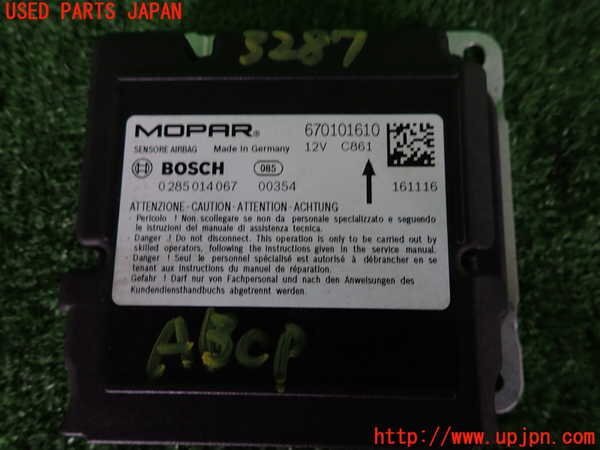 USED PARTS JAPAN
3287
MOPAR®
670101610
SENSORE AIRBAG Made In Germany
12V C861
BOSCH 085
0 285 014 067 00354
161116
ATTENZIONE - CAUTION - ATTENTION - ACHTUNG
- Pericolo ! Non scollegare se non da personale specializzato e seguendo
le istruzioni del manuale di assistenza tecnica.
- Danger ! Do not disconnect. This operation is only to be carried out by
skilled operators, following the instructions given in the service manual.
- Danger ! Seul le personnel spécialisé est autorisé à débrancher en se
tenant aux instructions du manuel de réparation.
- Gefahr ! Darf nur von Fachpersonal und nach den Anweisungen des
Kundendiensthandbuchs abgetrennt werden.
ABCP
http://www.upjpn.com/